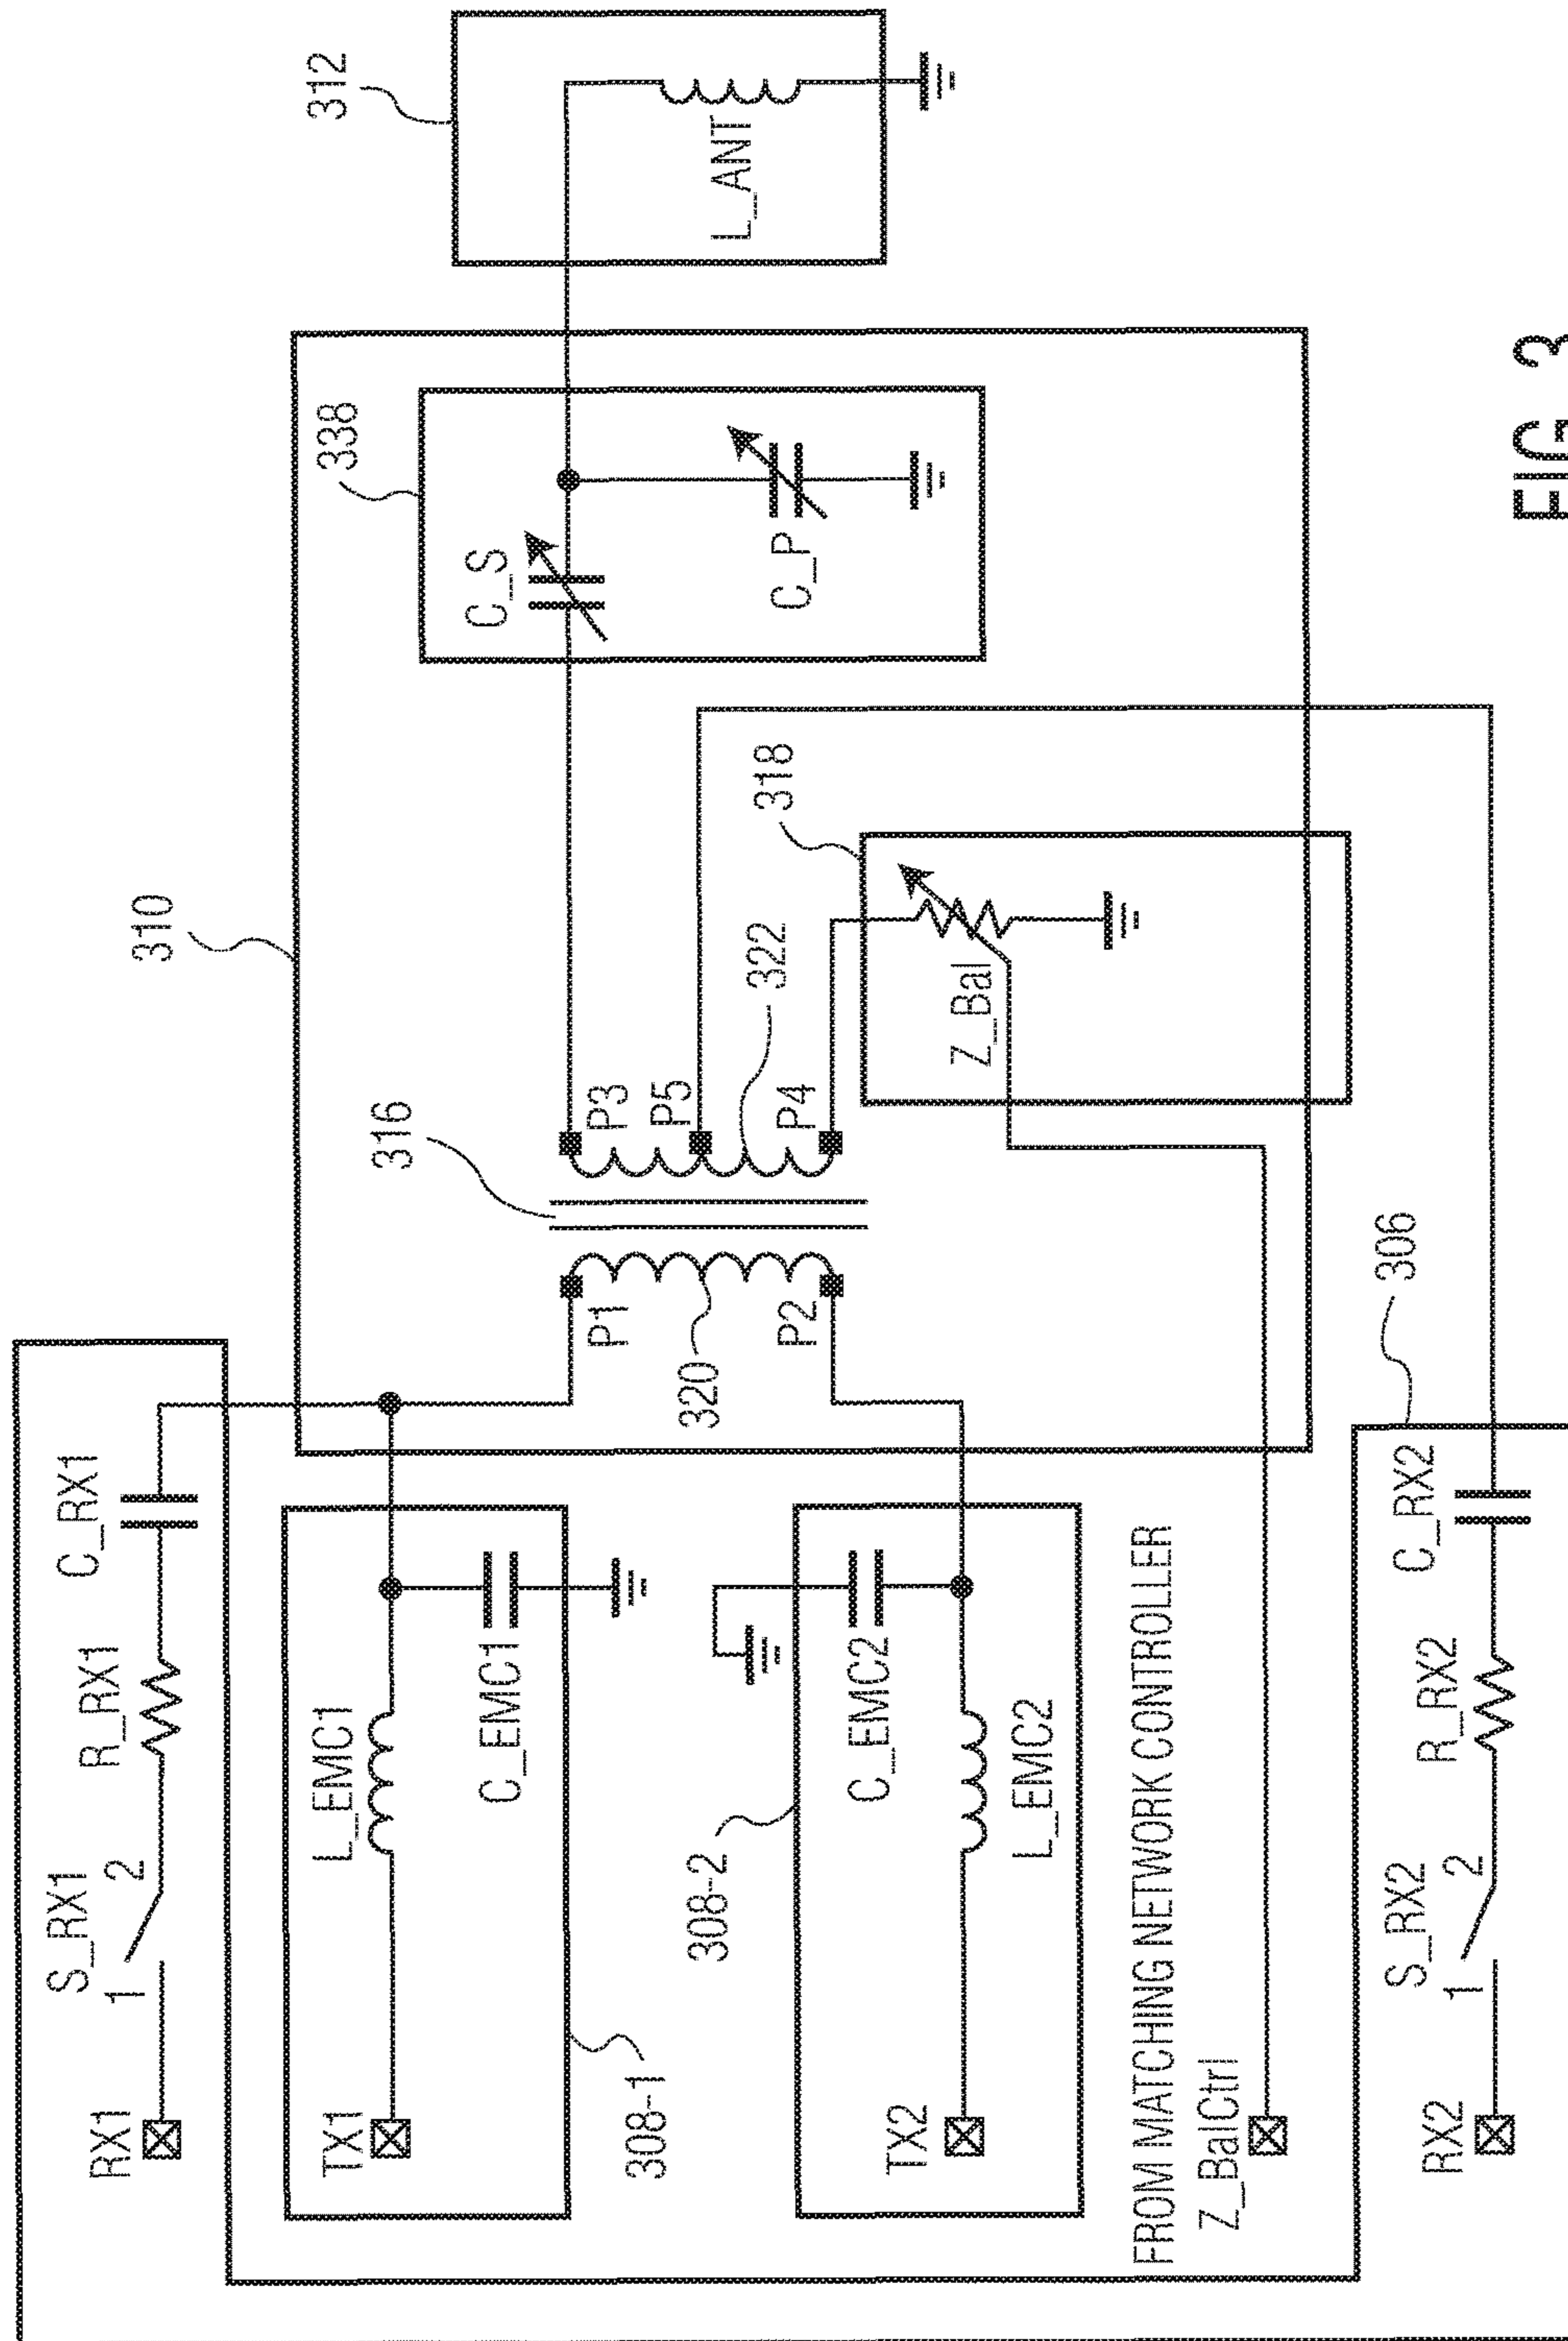 RX1
S_RX1
1
2
R_RX1
C_RX1
TX1
L_EMC1
C_EMC1
308-1
TX2
308-2
C_EMC2
L_EMC2
FROM MATCHING NETWORK CONTROLLER
Z_BalCtrl
RX2
S_RX2
1
2
R_RX2
C_RX2
306
310
316
P1
P2
320
P3
P5
P4
322
318
Z_Bal
338
C_S
C_P
312
L_ANT
FIG. 3